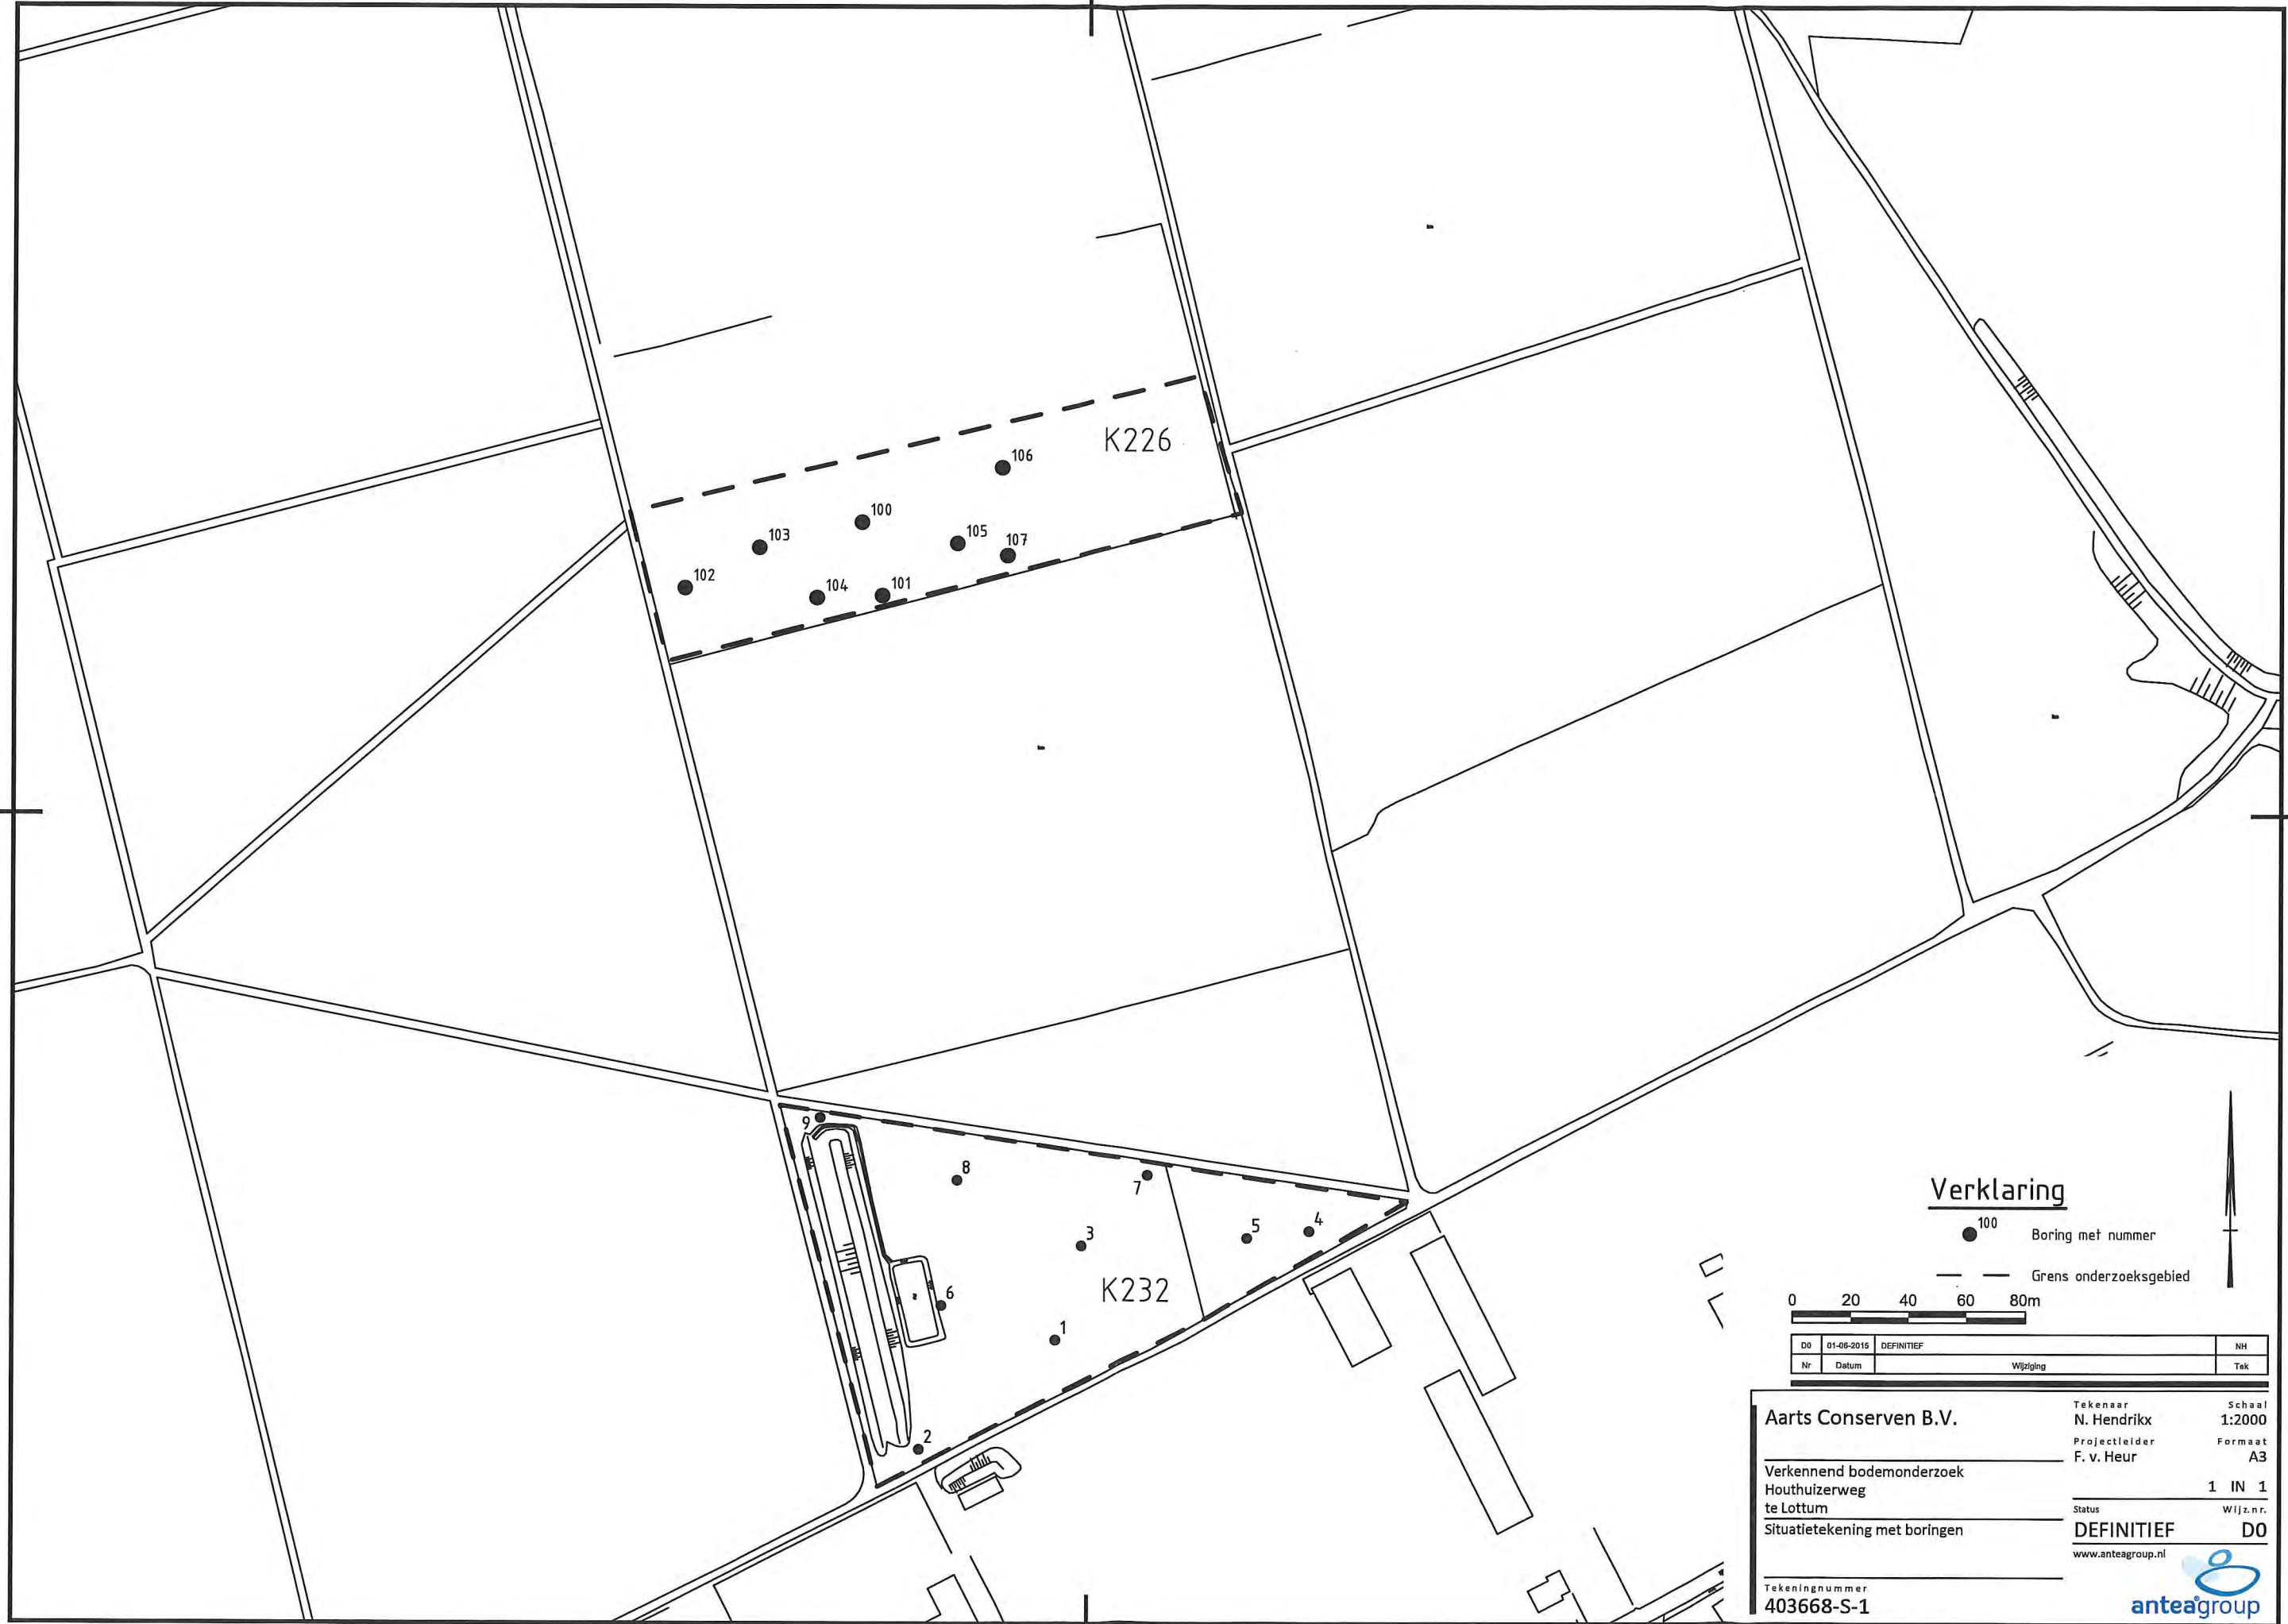 K226
106
100
103
105
107
102
104
101
9
8
7
3
5
4
6
K232
1
2
Verklaring
100 Boring met nummer
Grens onderzoeksgebied
0 20 40 60 80m
D0 01-06-2015 DEFINITIEF NH
Nr Datum Wijziging Tek
Aarts Conserven B.V.
Tekenaar Schaal
N. Hendrikx 1:2000
Projectleider Formaat
F. v. Heur A3
Verkennend bodemonderzoek
Houthuizerweg
te Lottum
1 IN 1
Status Wijz.nr.
Situatietekening met boringen
DEFINITIEF D0
www.anteagroup.nl
Tekeningnummer
403668-S-1
anteagroup